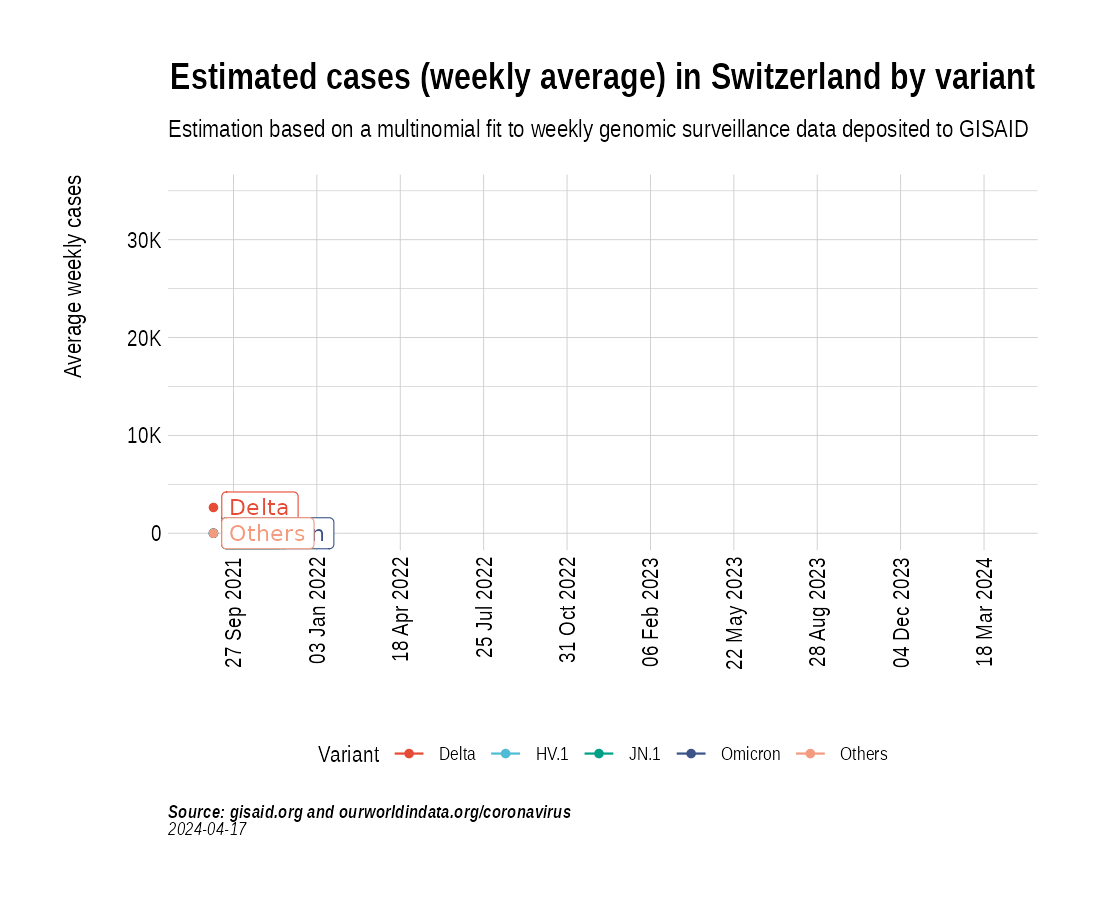 Estimated cases (weekly average) in Switzerland by variant
Estimation based on a multinomial fit to weekly genomic surveillance data deposited to GISAID
Average weekly cases
30K
20K
10K
0
Delta
Others
n
27 Sep 2021
03 Jan 2022
18 Apr 2022
25 Jul 2022
31 Oct 2022
06 Feb 2023
22 May 2023
28 Aug 2023
04 Dec 2023
18 Mar 2024
Variant Delta HV.1 JN.1 Omicron Others
Source: gisaid.org and ourworldindata.org/coronavirus
2024-04-17